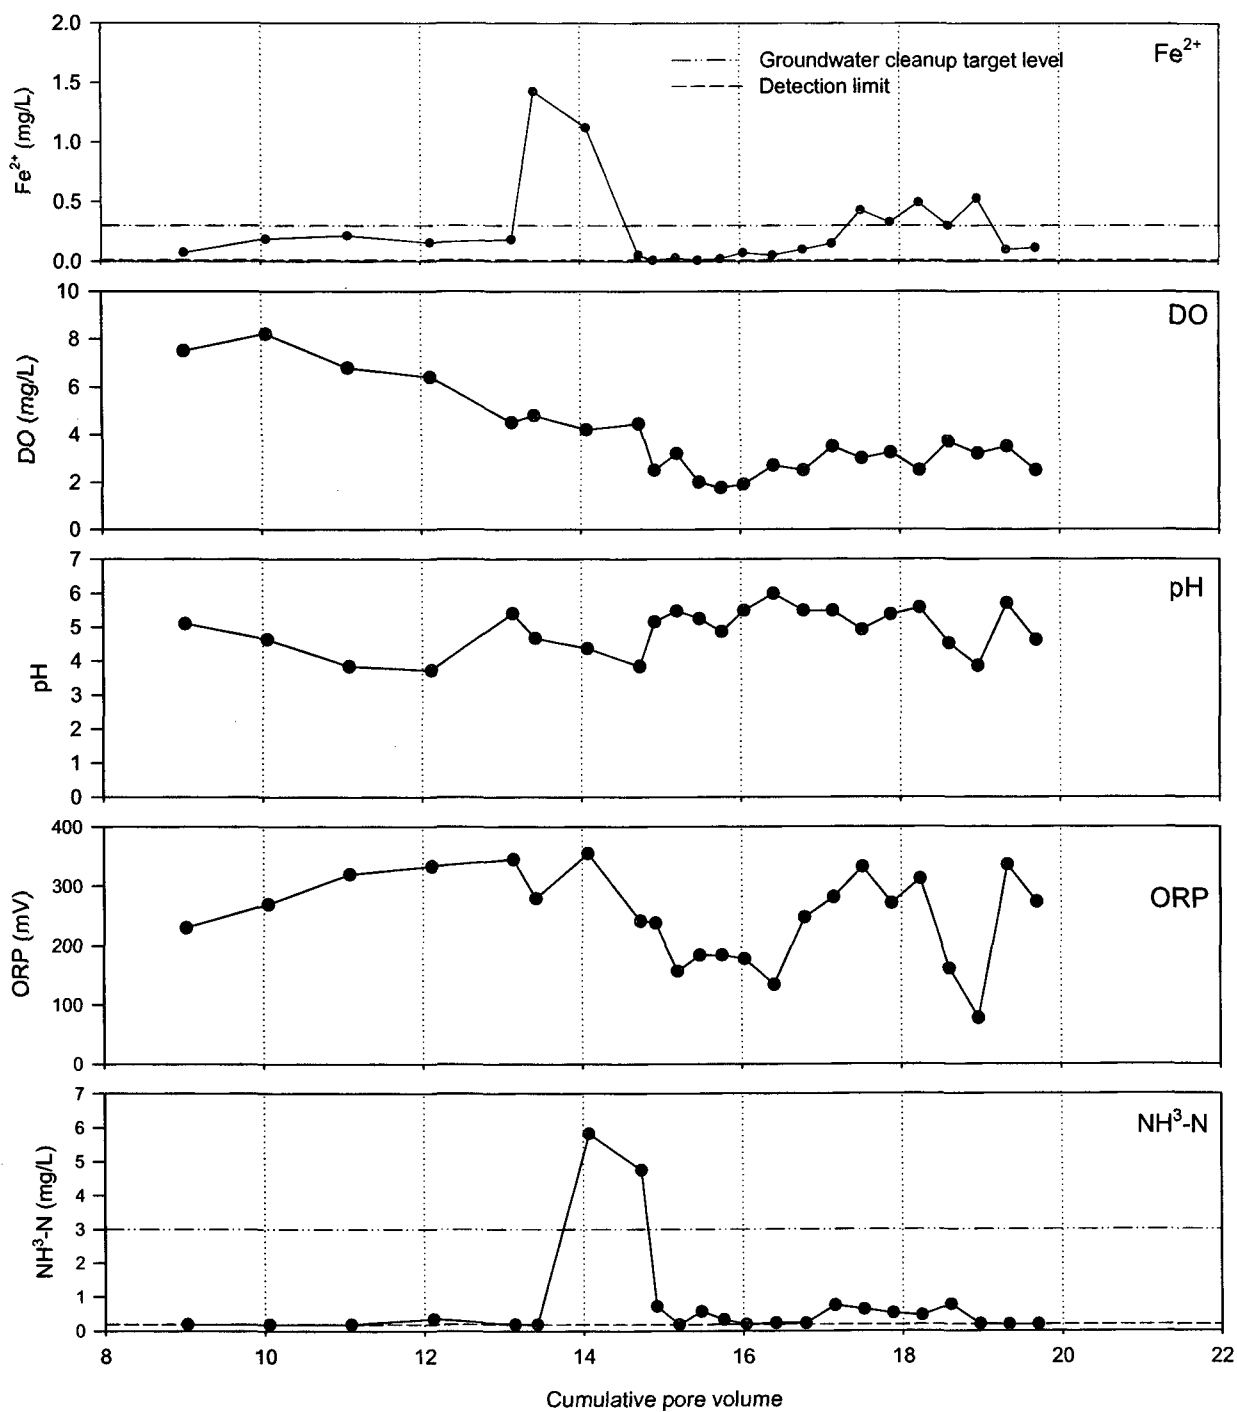 2.0
1.5
1.0
0.5
0.0
Fe²⁺ (mg/L)
Groundwater cleanup target level
Detection limit
Fe²⁺
10
8
6
4
2
0
DO (mg/L)
DO
7
6
5
4
3
2
1
0
pH
pH
400
300
200
100
0
ORP (mV)
ORP
7
6
5
4
3
2
1
0
NH³-N (mg/L)
NH³-N
8 10 12 14 16 18 20 22
Cumulative pore volume